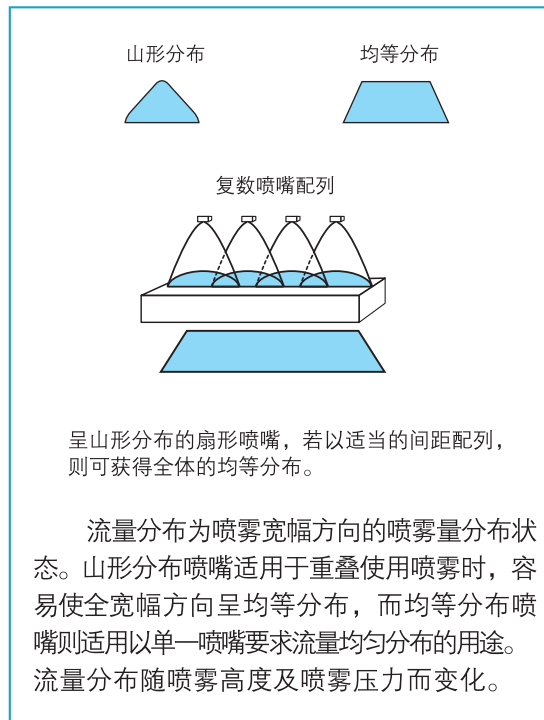 山形分布
均等分布
复数喷嘴配列
呈山形分布的扇形喷嘴，若以适当的间距配列，
则可获得全体的均等分布。
流量分布为喷雾宽幅方向的喷雾量分布状
态。山形分布喷嘴适用于重叠使用喷雾时，容
易使全宽幅方向呈均等分布，而均等分布喷
嘴则适用以单一喷嘴要求流量均匀分布的用途。
流量分布随喷雾高度及喷雾压力而变化。